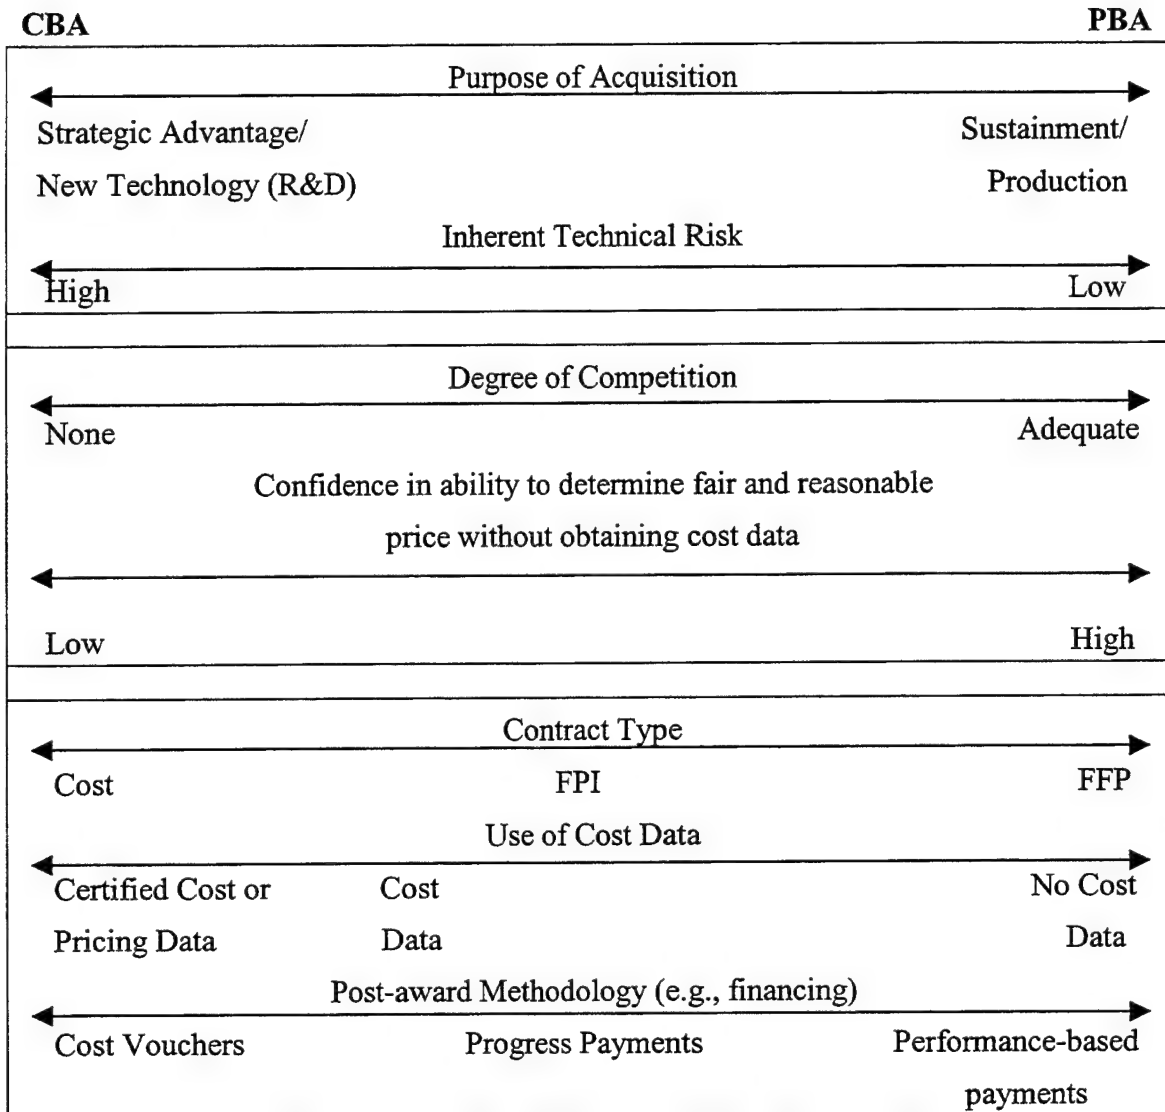 CBA PBA
Purpose of Acquisition
Strategic Advantage/ Sustainment/
New Technology (R&D) Production
Inherent Technical Risk
High Low
Degree of Competition
None Adequate
Confidence in ability to determine fair and reasonable
price without obtaining cost data
Low High
Contract Type
Cost FPI FFP
Use of Cost Data
Certified Cost or Cost No Cost
Pricing Data Data Data
Post-award Methodology (e.g., financing)
Cost Vouchers Progress Payments Performance-based
payments